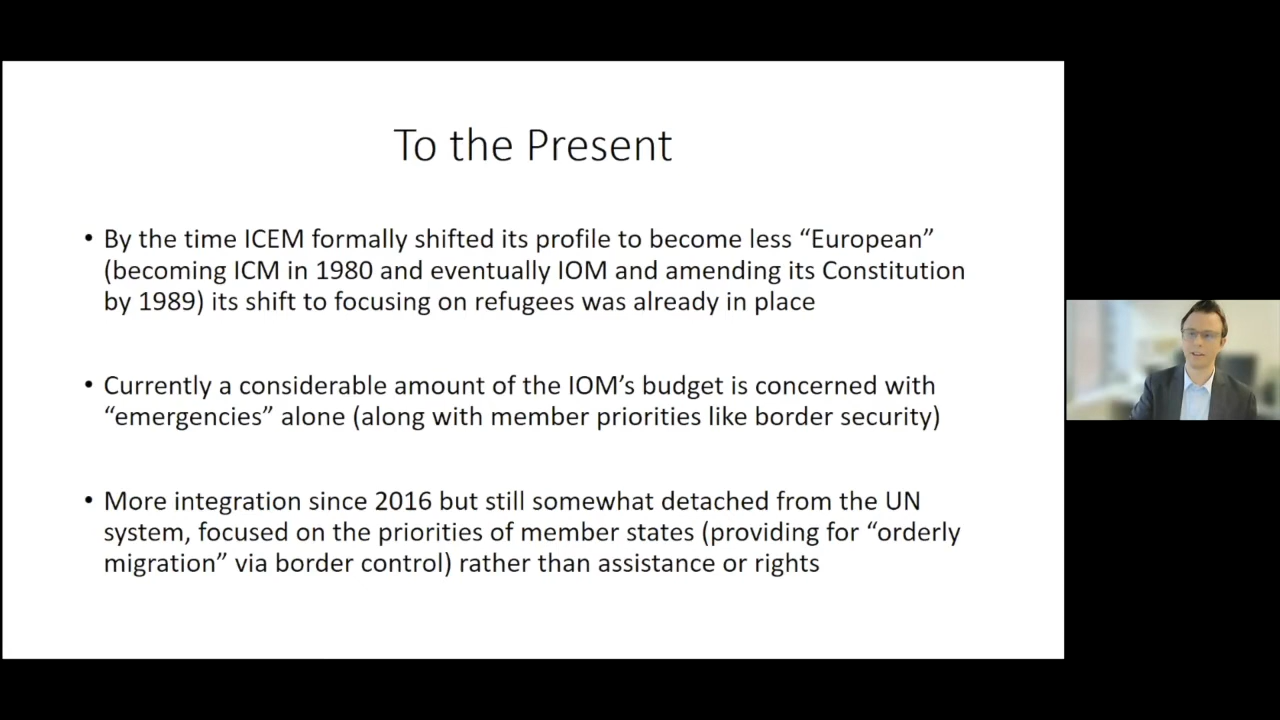 To the Present
• By the time ICEM formally shifted its profile to become less “European”
(becoming ICM in 1980 and eventually IOM and amending its Constitution
by 1989) its shift to focusing on refugees was already in place
• Currently a considerable amount of the IOM’s budget is concerned with
“emergencies” alone (along with member priorities like border security)
• More integration since 2016 but still somewhat detached from the UN
system, focused on the priorities of member states (providing for “orderly
migration” via border control) rather than assistance or rights